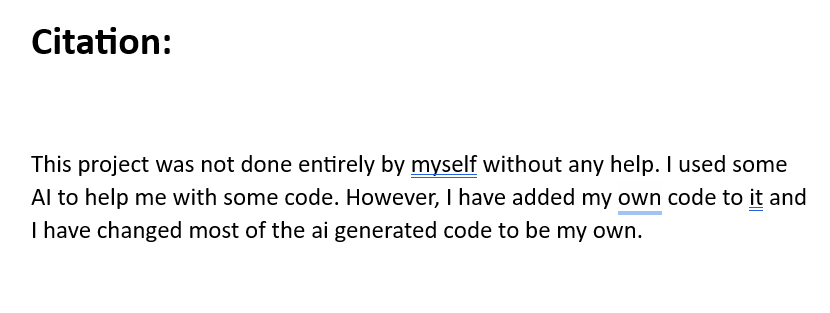 Citation:
This project was not done entirely by myself without any help. I used some
AI to help me with some code. However, I have added my own code to it and
I have changed most of the ai generated code to be my own.